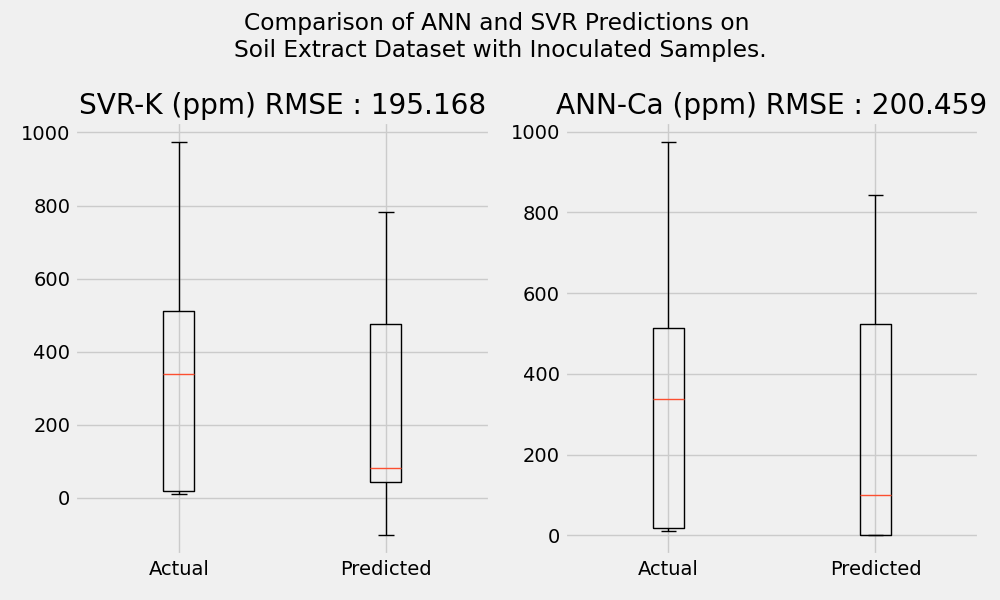 Comparison of ANN and SVR Predictions on
Soil Extract Dataset with Inoculated Samples.
SVR-K (ppm) RMSE : 195.168
1000
800
600
400
200
0
Actual Predicted
ANN-Ca (ppm) RMSE : 200.459
1000
800
600
400
200
0
Actual Predicted